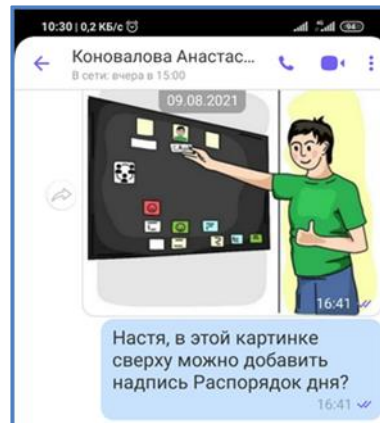 10:30 | 0,2 КБ/с
94
Коновалова Анастас...
В сети: вчера в 15:00
09.08.2021
16:41
Настя, в этой картинке
сверху можно добавить
надпись Распорядок дня?
16:41